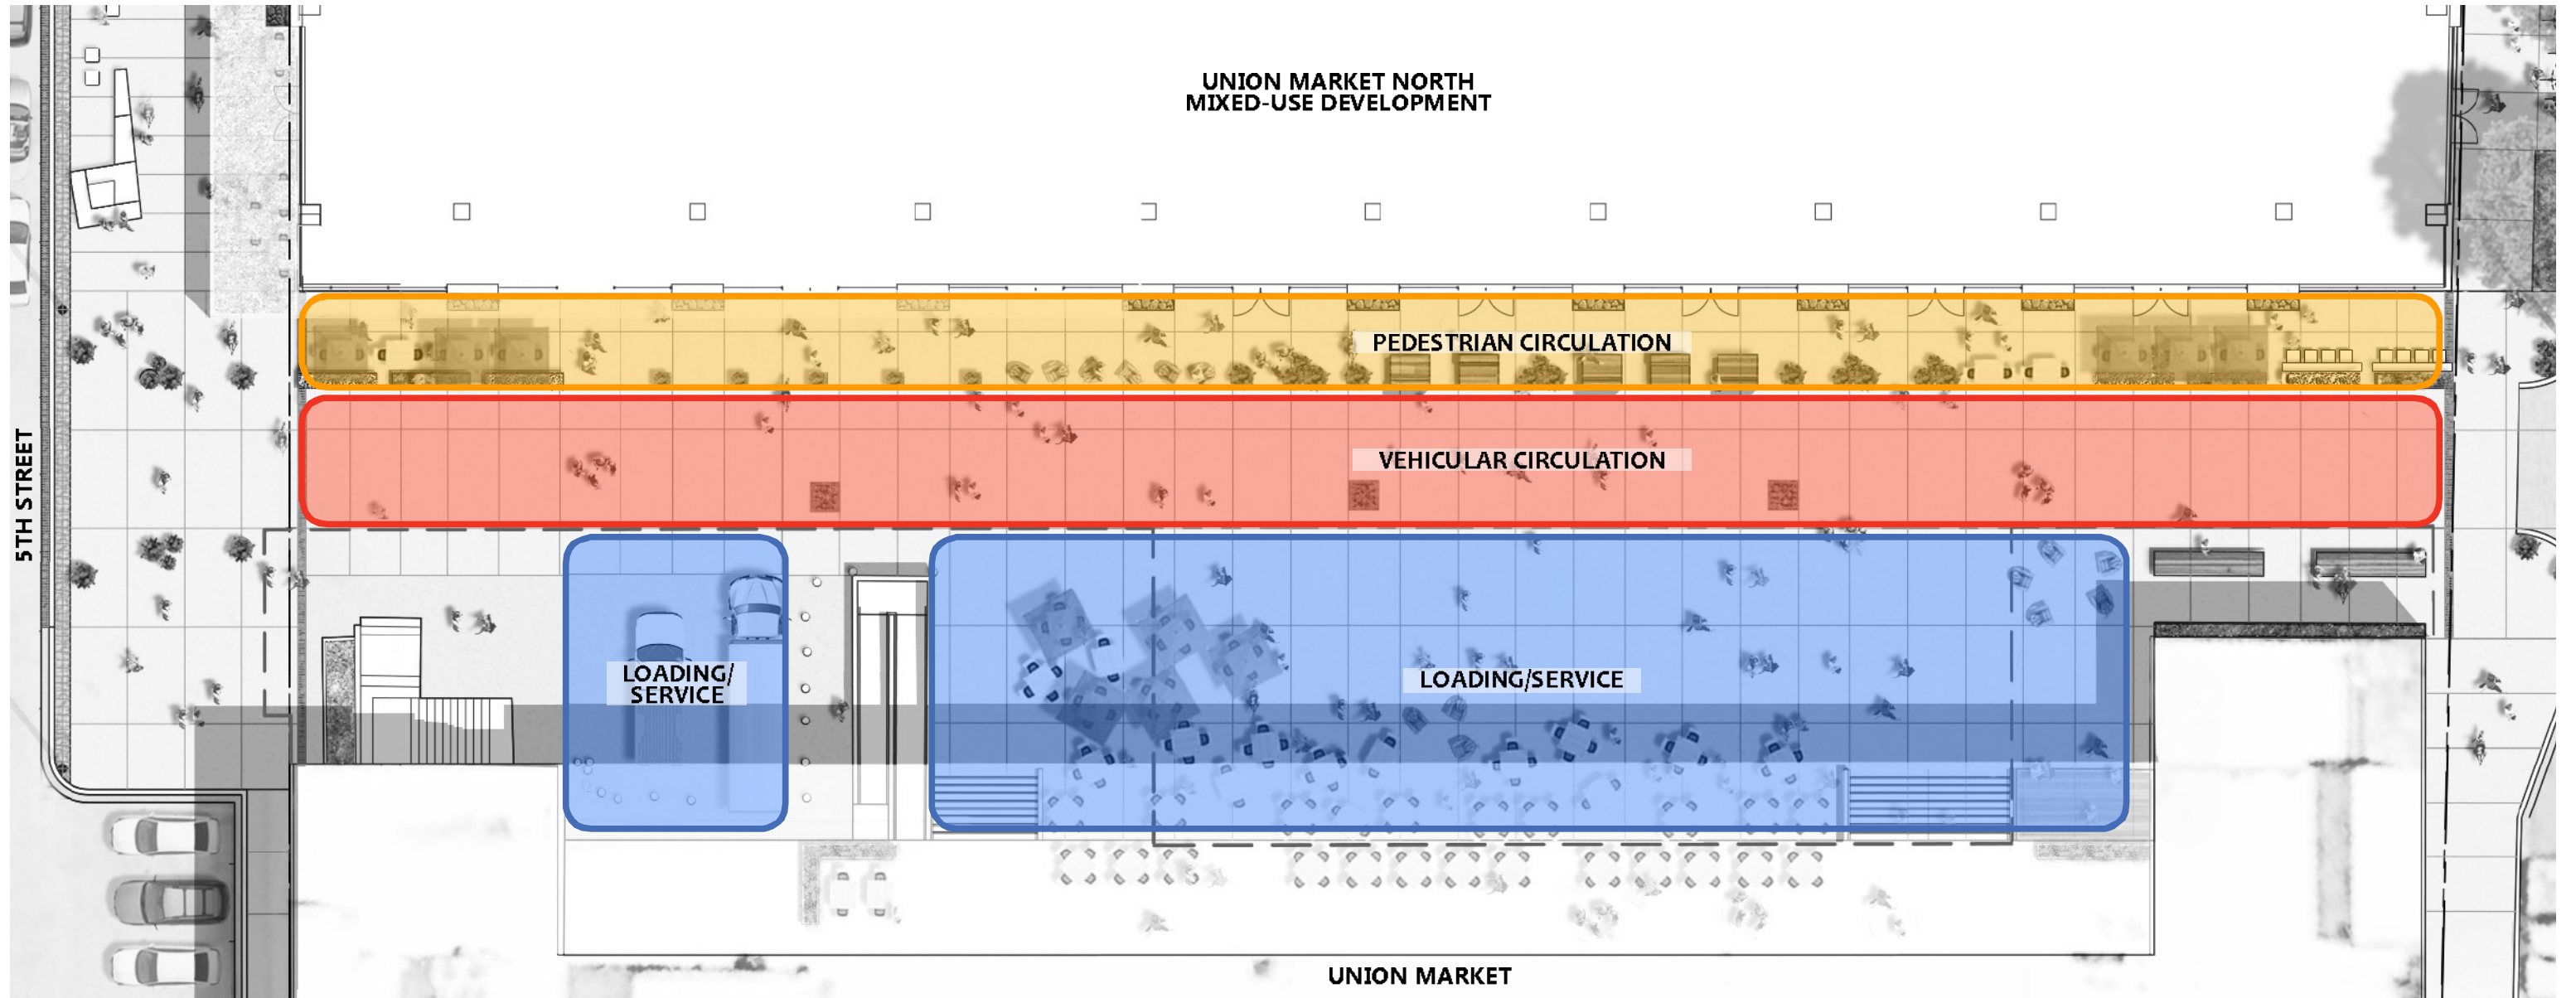 UNION MARKET NORTH
MIXED-USE DEVELOPMENT
PEDESTRIAN CIRCULATION
VEHICULAR CIRCULATION
5TH STREET
LOADING/
SERVICE
LOADING/SERVICE
UNION MARKET